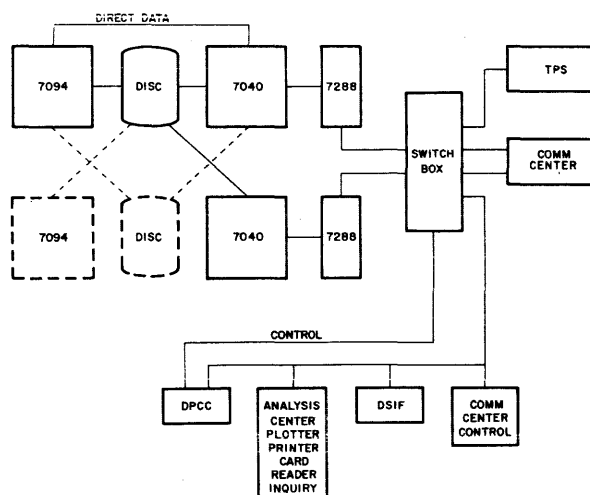 DIRECT DATA
7094
DISC
7040
7288
TPS
SWITCH
BOX
COMM
CENTER
7094
DISC
7040
7288
CONTROL
DPCC
ANALYSIS
CENTER
PLOTTER
PRINTER
CARD
READER
INQUIRY
DSIF
COMM
CENTER
CONTROL